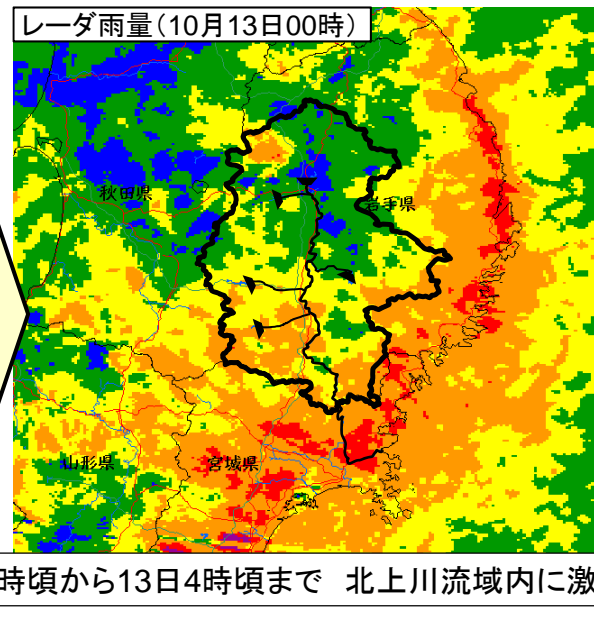 レーダ雨量(10月13日00時)
秋田県
岩手県
山形県
宮城県
時頃から13日4時頃まで 北上川流域内に激